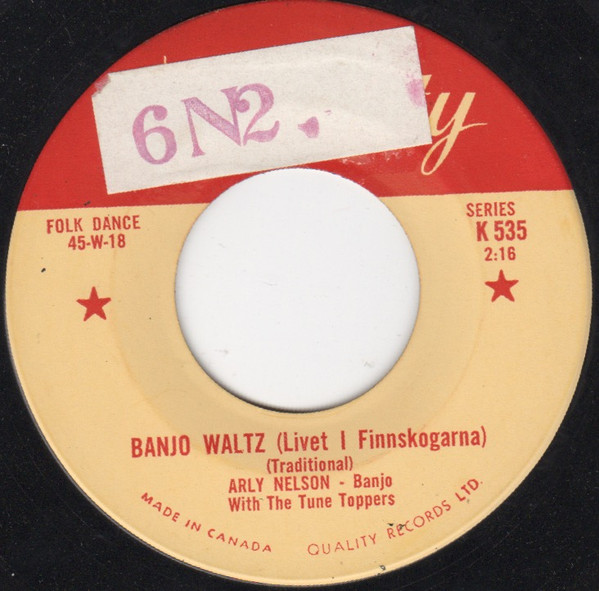 6N2.
ty
FOLK DANCE
45-W-18
SERIES
K 535
2:16
BANJO WALTZ (Livet I Finnskogarna)
(Traditional)
ARLY NELSON - Banjo
With The Tune Toppers
MADE IN CANADA QUALITY RECORDS LTD.